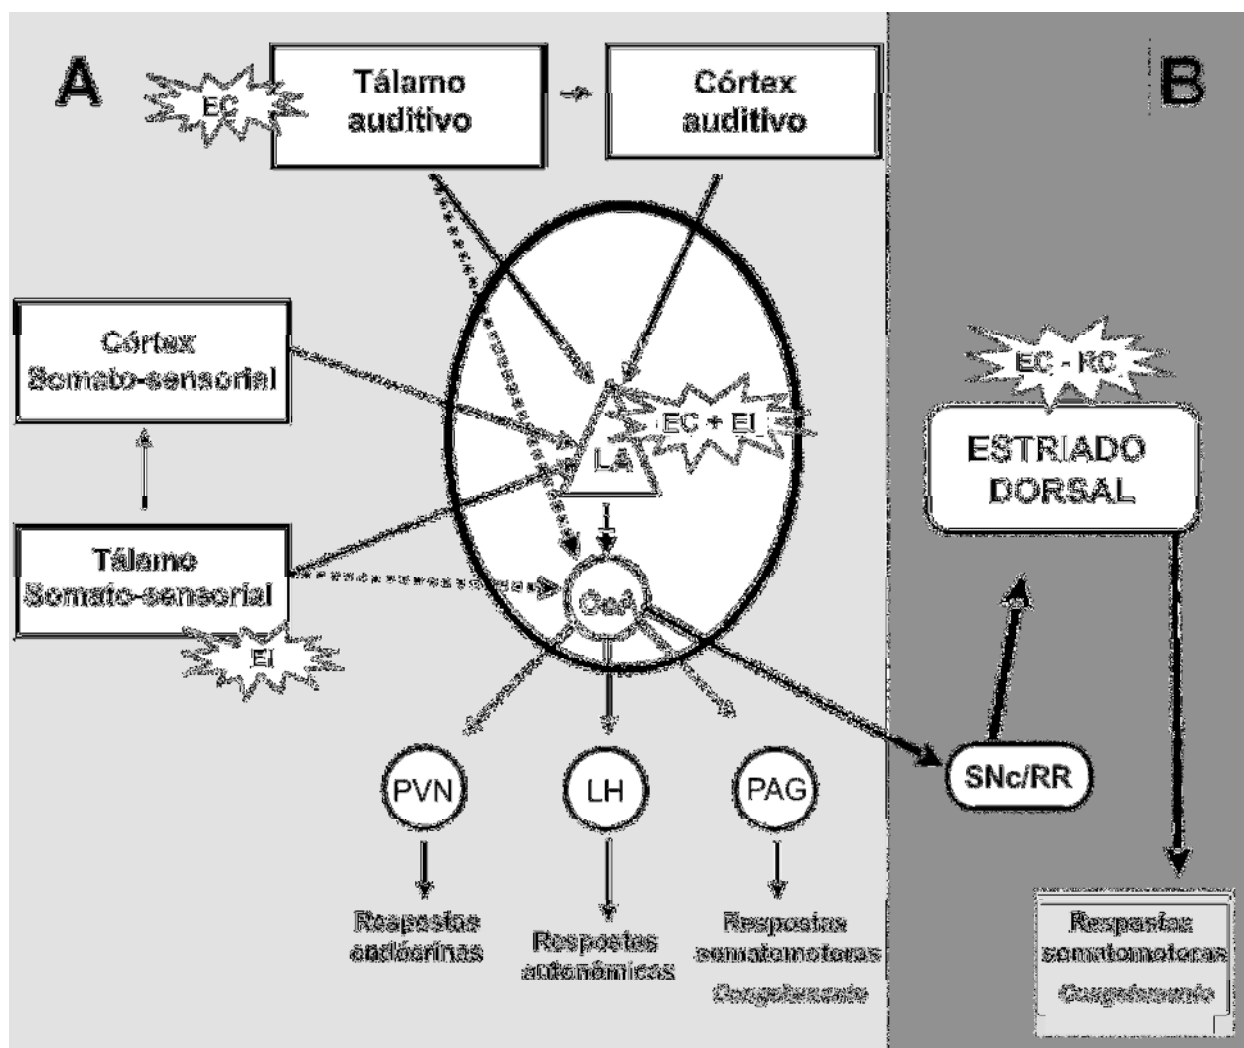 A
B
EC
Tálamo
auditivo
Córtex
auditivo
Córtex
Somato-sensorial
EC + EI
LA
EC - RC
ESTRIADO
DORSAL
Tálamo
Somato-sensorial
EI
CeA
PVN
LH
PAG
SNc/RR
Respostas
endócrinas
Respostas
autonômicas
Respostas
somatomotoras
Congelamento
Respostas
somatomotoras
Congelamento